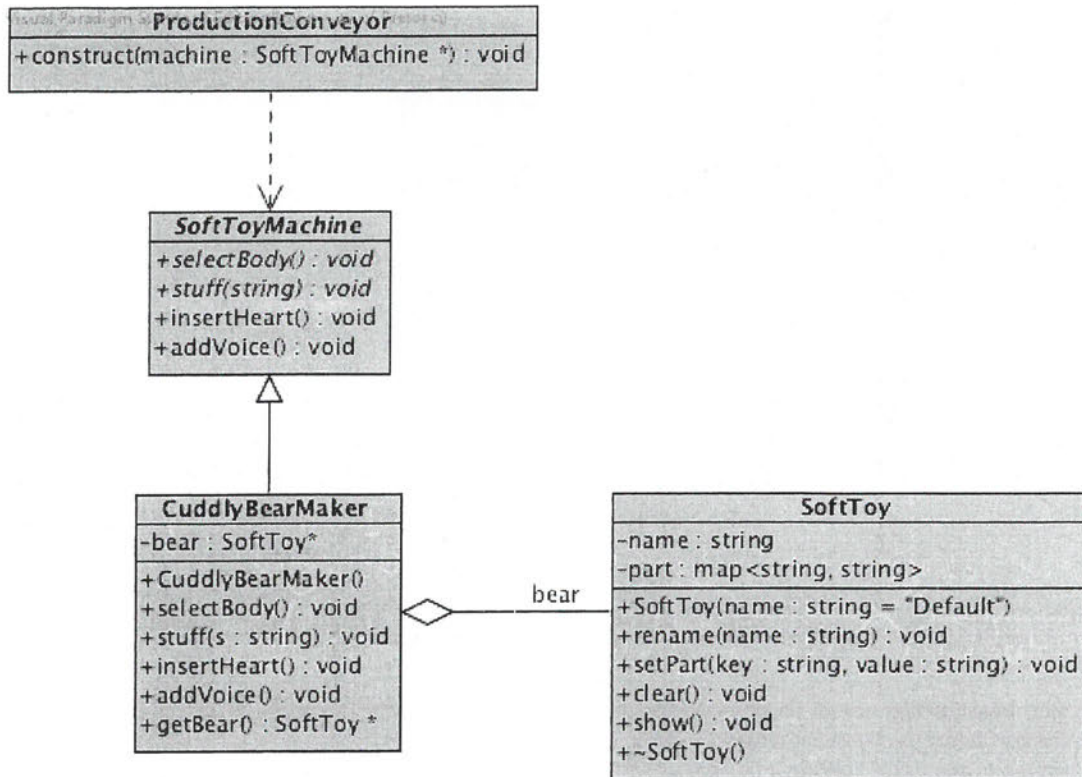 ProductionConveyor
+construct(machine : SoftToyMachine *) : void
SoftToyMachine
+selectBody() : void
+stuff(string) : void
+insertHeart() : void
+addVoice() : void
CuddlyBearMaker
-bear : SoftToy*
+CuddlyBearMaker()
+selectBody() : void
+stuff(s : string) : void
+insertHeart() : void
+addVoice() : void
+getBear() : SoftToy *
bear
SoftToy
-name : string
-part : map<string, string>
+SoftToy(name : string = "Default")
+rename(name : string) : void
+setPart(key : string, value : string) : void
+clear() : void
+show() : void
+~SoftToy()